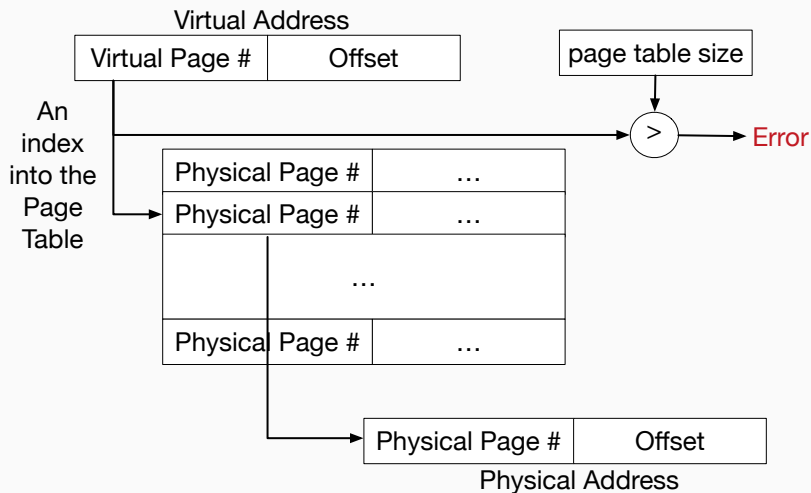 Virtual Address
Virtual Page #
Offset
page table size
An
index
into the
Page
Table
>
Error
Physical Page #
...
Physical Page #
...
...
Physical Page #
...
Physical Page #
Offset
Physical Address